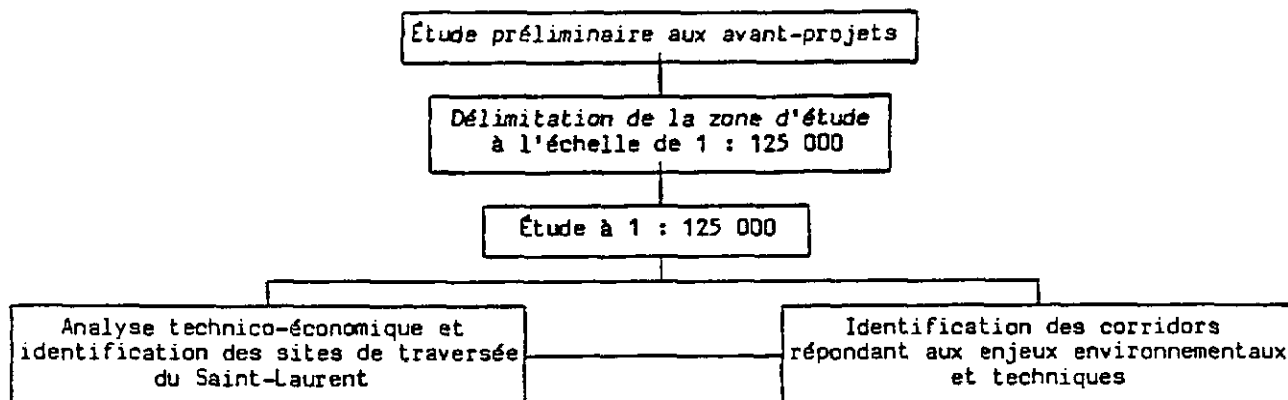 Étude préliminaire aux avant-projets
Délimitation de la zone d'étude
à l'échelle de 1 : 125 000
Étude à 1 : 125 000
Analyse technico-économique et
identification des sites de traversée
du Saint-Laurent
Identification des corridors
répondant aux enjeux environnementaux
et techniques